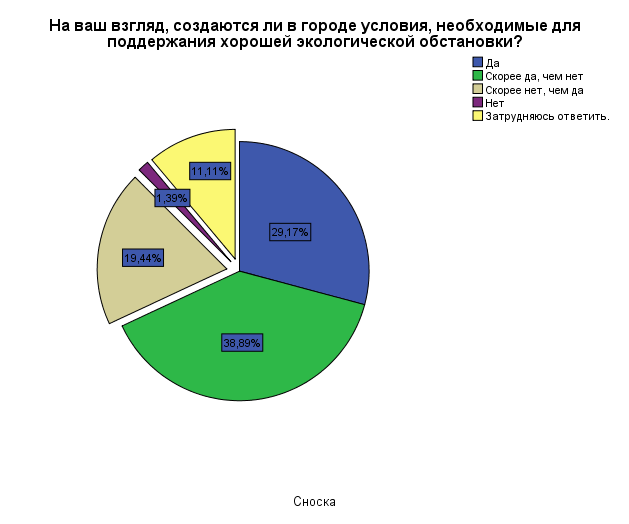 На ваш взгляд, создаются ли в городе условия, необходимые для
поддержания хорошей экологической обстановки?
Да
Скорее да, чем нет
Скорее нет, чем да
Нет
Затрудняюсь ответить.
11,11%
1,39%
29,17%
19,44%
38,89%
Сноска